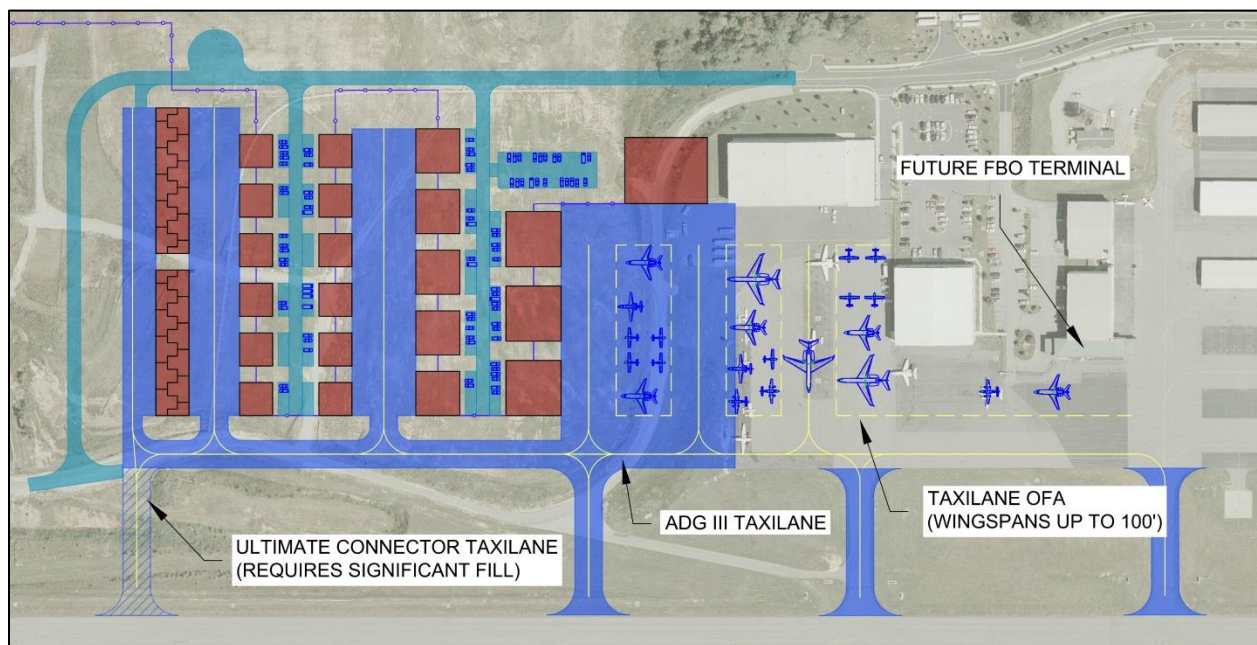 FUTURE FBO TERMINAL
TAXILANE OFA
(WINGSPANS UP TO 100')
ADG III TAXILANE
ULTIMATE CONNECTOR TAXILANE
(REQUIRES SIGNIFICANT FILL)